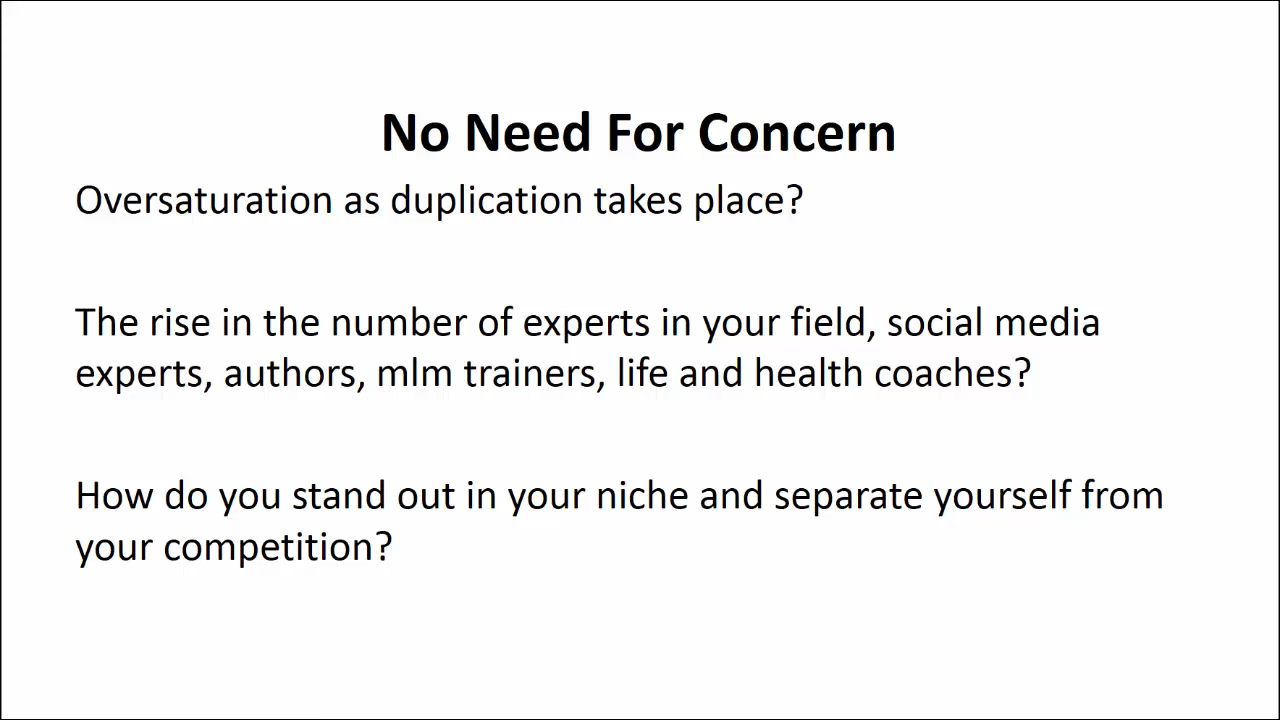 No Need For Concern
Oversaturation as duplication takes place?
The rise in the number of experts in your field, social media
experts, authors, mlm trainers, life and health coaches?
How do you stand out in your niche and separate yourself from
your competition?